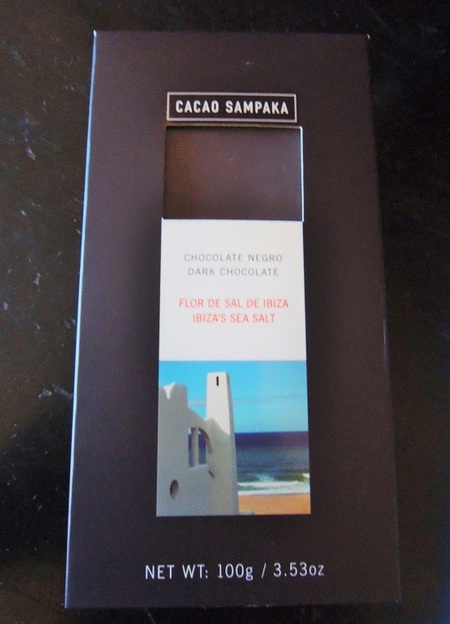 CACAO SAMPAKA
CHOCOLATE NEGRO
DARK CHOCOLATE
FLOR DE SAL DE IBIZA
IBIZA'S SEA SALT
NET WT: 100g / 3.53oz